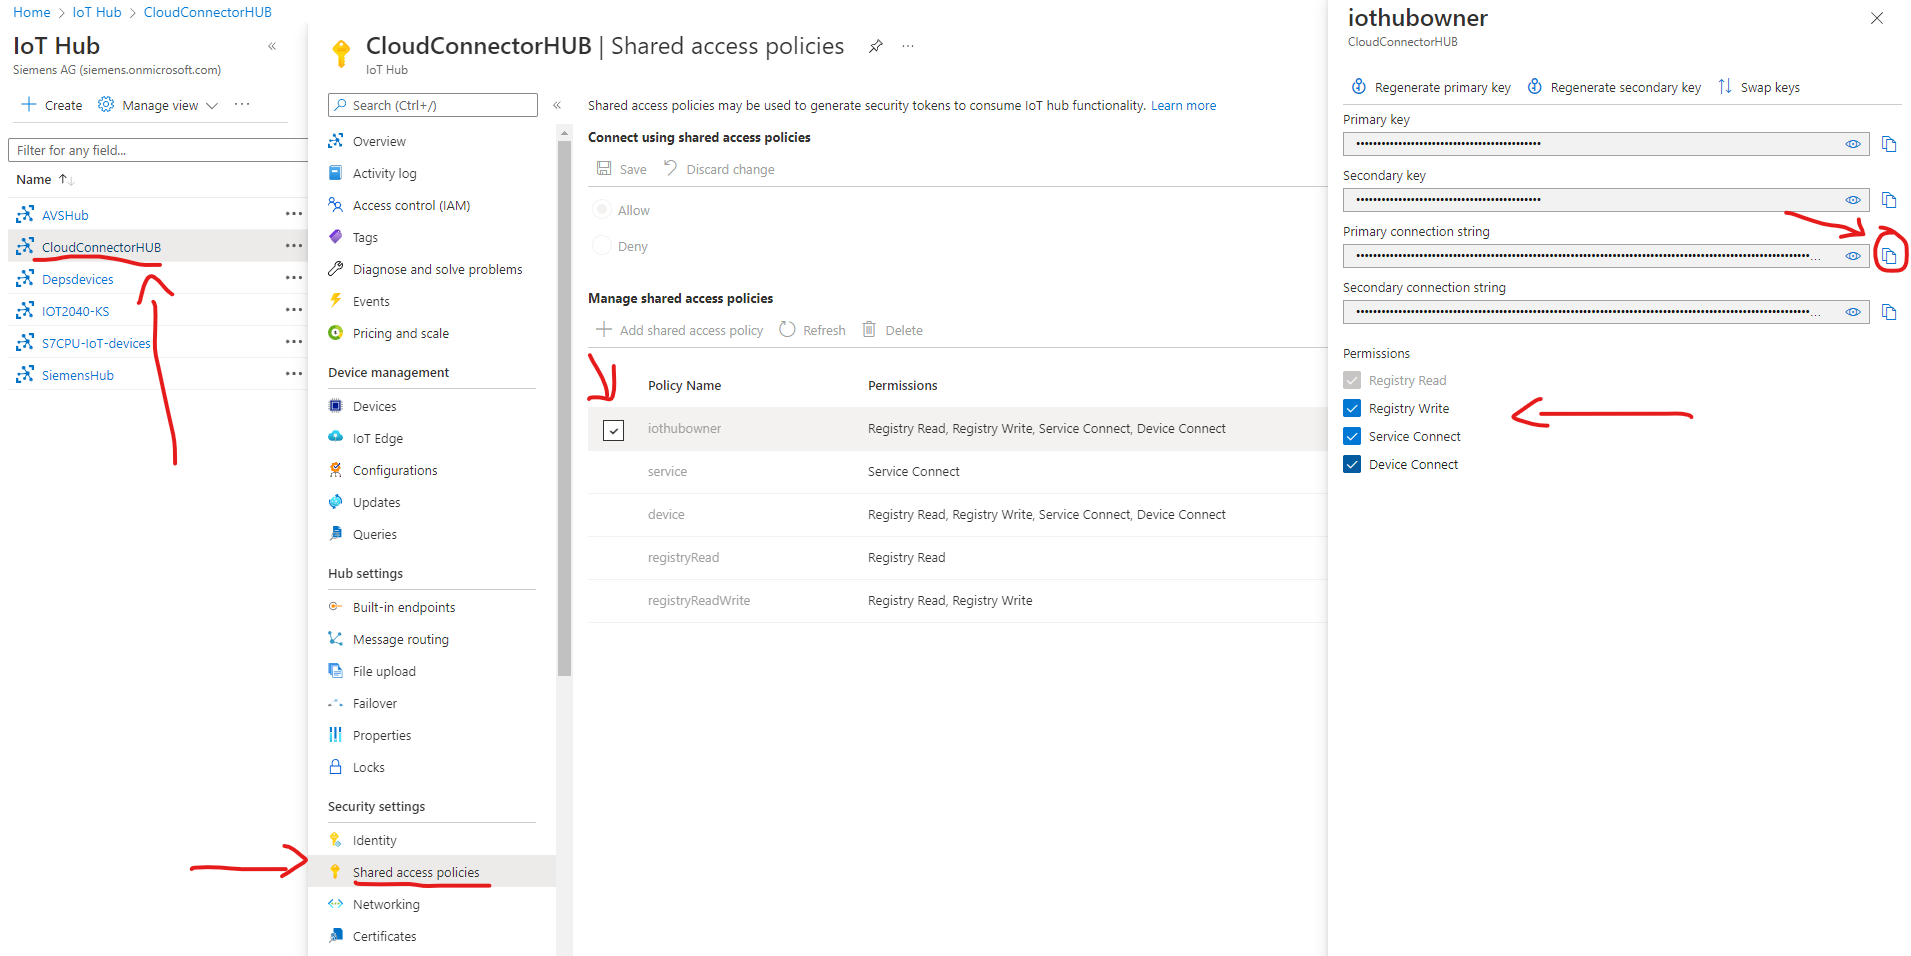 Home > IoT Hub > CloudConnectorHUB
IoT Hub
«
Siemens AG (siemens.onmicrosoft.com)
Create
Manage view
...
Filter for any field...
Name ↑↓
AVSHub
...
CloudConnectorHUB
...
Depsdevices
...
IOT2040-KS
...
S7CPU-IoT-devices
...
SiemensHub
...
CloudConnectorHUB | Shared access policies
...
IoT Hub
Search (Ctrl+/)
«
Overview
Activity log
Access control (IAM)
Tags
Diagnose and solve problems
Events
Pricing and scale
Device management
Devices
IoT Edge
Configurations
Updates
Queries
Hub settings
Built-in endpoints
Message routing
File upload
Failover
Properties
Locks
Security settings
Identity
Shared access policies
Networking
Certificates
Shared access policies may be used to generate security tokens to consume IoT hub functionality. Learn more
Connect using shared access policies
Save
Discard change
Allow
Deny
Manage shared access policies
Add shared access policy
Refresh
Delete
Policy Name
Permissions
iothubowner
Registry Read, Registry Write, Service Connect, Device Connect
service
Service Connect
device
Registry Read, Registry Write, Service Connect, Device Connect
registryRead
Registry Read
registryReadWrite
Registry Read, Registry Write
iothubowner
CloudConnectorHUB
Regenerate primary key
Regenerate secondary key
Swap keys
Primary key
Secondary key
Primary connection string
Secondary connection string
Permissions
Registry Read
Registry Write
Service Connect
Device Connect